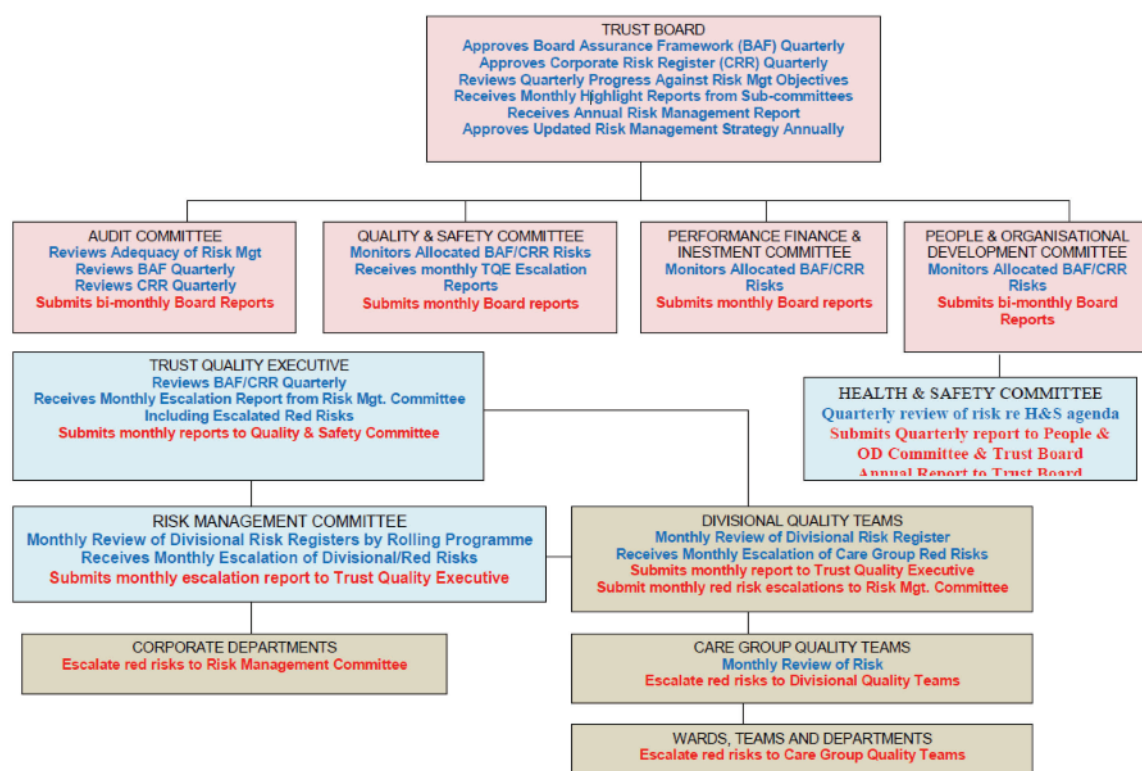 TRUST BOARD
Approves Board Assurance Framework (BAF) Quarterly
Approves Corporate Risk Register (CRR) Quarterly
Reviews Quarterly Progress Against Risk Mgt Objectives
Receives Monthly Highlight Reports from Sub-committees
Receives Annual Risk Management Report
Approves Updated Risk Management Strategy Annually
AUDIT COMMITTEE
Reviews Adequacy of Risk Mgt
Reviews BAF Quarterly
Reviews CRR Quarterly
Submits bi-monthly Board Reports
QUALITY & SAFETY COMMITTEE
Monitors Allocated BAF/CRR Risks
Receives monthly TQE Escalation
Reports
Submits monthly Board reports
PERFORMANCE FINANCE &
INESTMENT COMMITTEE
Monitors Allocated BAF/CRR
Risks
Submits monthly Board reports
PEOPLE & ORGANISATIONAL
DEVELOPMENT COMMITTEE
Monitors Allocated BAF/CRR
Risks
Submits bi-monthly Board
Reports
TRUST QUALITY EXECUTIVE
Reviews BAF/CRR Quarterly
Receives Monthly Escalation Report from Risk Mgt. Committee
Including Escalated Red Risks
Submits monthly reports to Quality & Safety Committee
HEALTH & SAFETY COMMITTEE
Quarterly review of risk re H&S agenda
Submits Quarterly report to People &
OD Committee & Trust Board
Annual Report to Trust Board
RISK MANAGEMENT COMMITTEE
Monthly Review of Divisional Risk Registers by Rolling Programme
Receives Monthly Escalation of Divisional/Red Risks
Submits monthly escalation report to Trust Quality Executive
DIVISIONAL QUALITY TEAMS
Monthly Review of Divisional Risk Register
Receives Monthly Escalation of Care Group Red Risks
Submits monthly report to Trust Quality Executive
Submit monthly red risk escalations to Risk Mgt. Committee
CORPORATE DEPARTMENTS
Escalate red risks to Risk Management Committee
CARE GROUP QUALITY TEAMS
Monthly Review of Risk
Escalate red risks to Divisional Quality Teams
WARDS, TEAMS AND DEPARTMENTS
Escalate red risks to Care Group Quality Teams